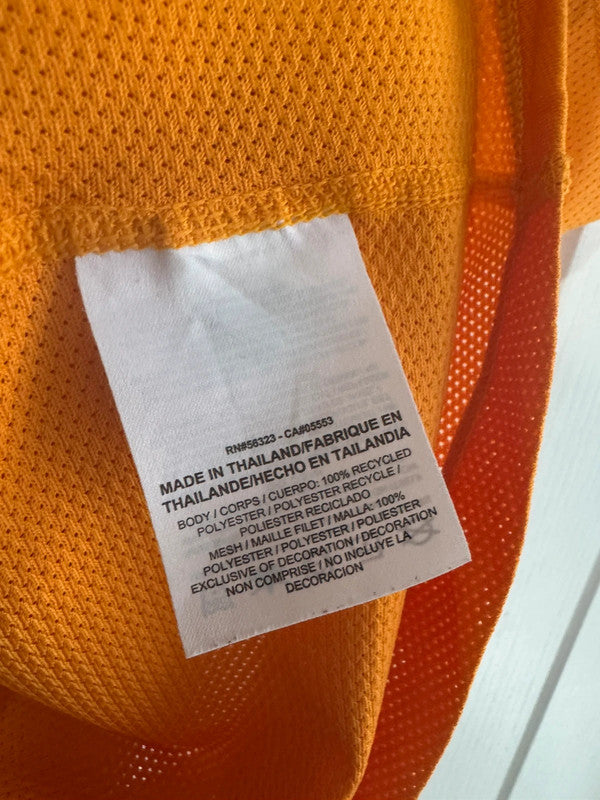 RN#56323 - CA#05553
MADE IN THAILAND/FABRIQUE EN
THAILANDE/HECHO EN TAILANDIA
BODY / CORPS / CUERPO: 100% RECYCLED
POLYESTER / POLYESTER RECYCLE /
POLIESTER RECICLADO
MESH / MAILLE FILET / MALLA: 100%
POLYESTER / POLYESTER / POLIESTER
EXCLUSIVE OF DECORATION / DECORATION
NON COMPRISE / NO INCLUYE LA
DECORACION